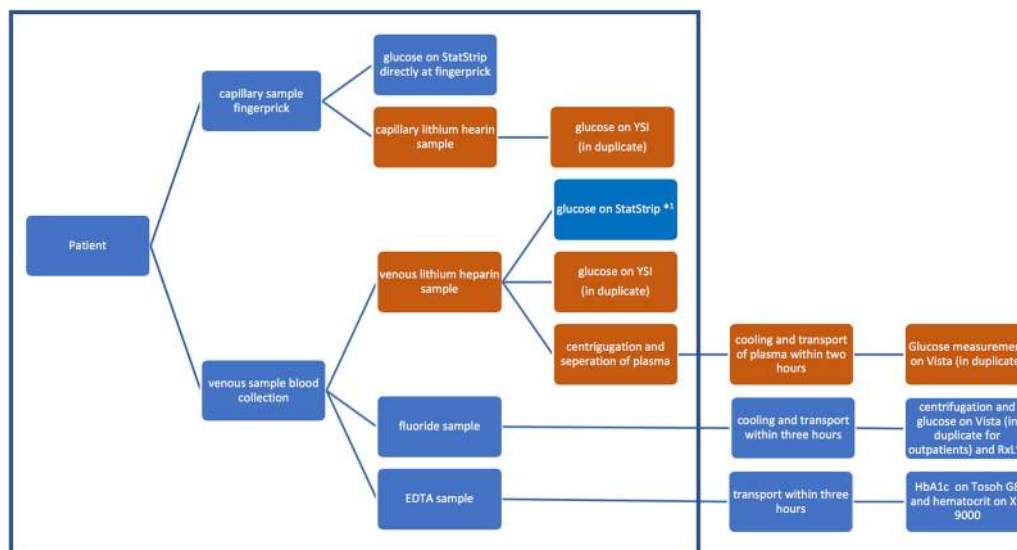 glucose on StatStrip
directly at fingerprick
capillary sample
fingerprick
capillary lithium hearin
sample
glucose on YSI
(in duplicate)
glucose on StatStrip *1
Patient
venous lithium heparin
sample
glucose on YSI
(in duplicate)
centrigugation and
seperation of plasma
cooling and transport
of plasma within two
hours
Glucose measuremen
on Vista (in duplicate
venous sample blood
collection
fluoride sample
cooling and transport
within three hours
centrifugation and
glucose on Vista (in
duplicate for
outpatients) and RxL
EDTA sample
transport within three
hours
HbA1c on Tosoh G8
and hematocrit on X
9000